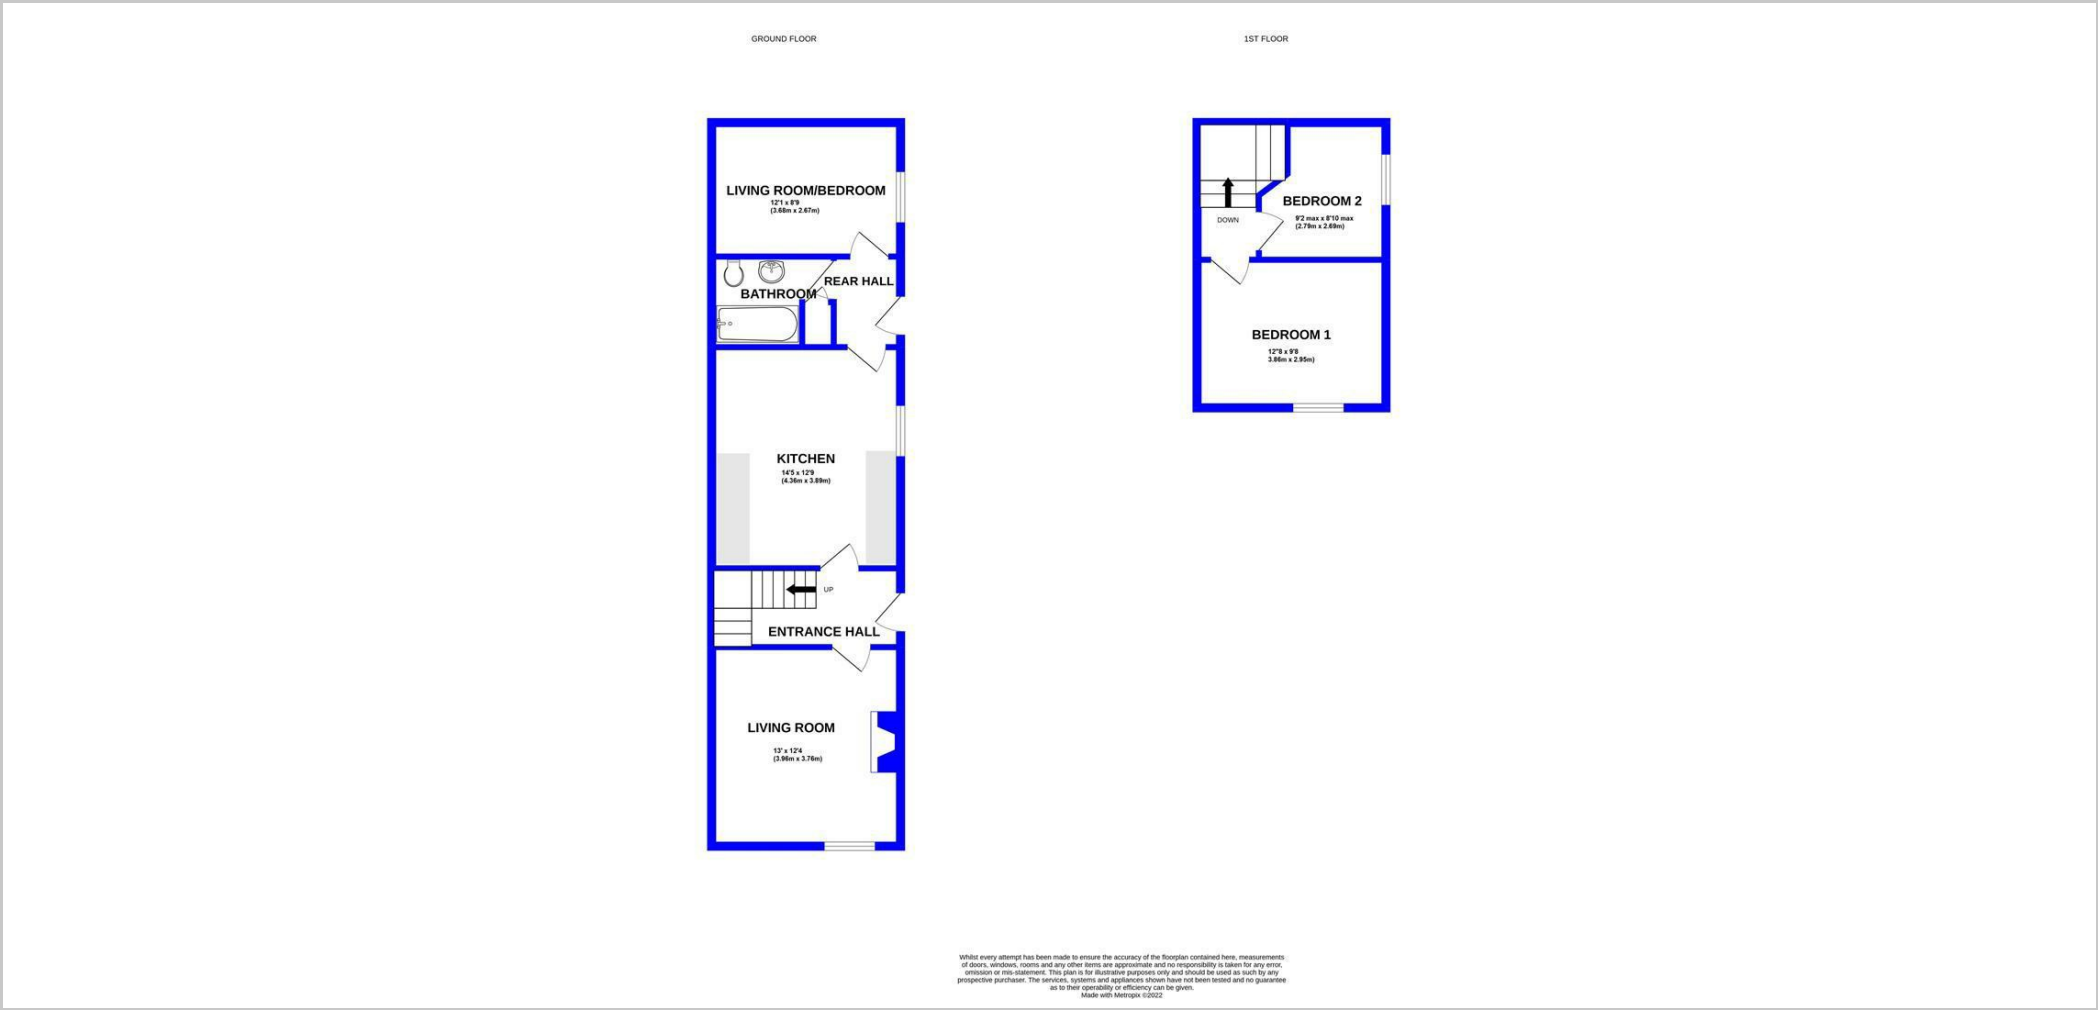 GROUND FLOOR
LIVING ROOM/BEDROOM
12'1 x 8'9
(3.68m x 2.67m)
REAR HALL
BATHROOM
KITCHEN
14'5 x 12'9
(4.36m x 3.89m)
UP
ENTRANCE HALL
LIVING ROOM
13' x 12'4
(3.96m x 3.76m)
1ST FLOOR
BEDROOM 2
9'2 max x 8'10 max
(2.79m x 2.69m)
DOWN
BEDROOM 1
12"8 x 9'8
3.86m x 2.95m)
Whilst every attempt has been made to ensure the accuracy of the floorplan contained here, measurements
of doors, windows, rooms and any other items are approximate and no responsibility is taken for any error,
omission or mis-statement. This plan is for illustrative purposes only and should be used as such by any
prospective purchaser. The services, systems and appliances shown have not been tested and no guarantee
as to their operability or efficiency can be given.
Made with Metropix ©2022